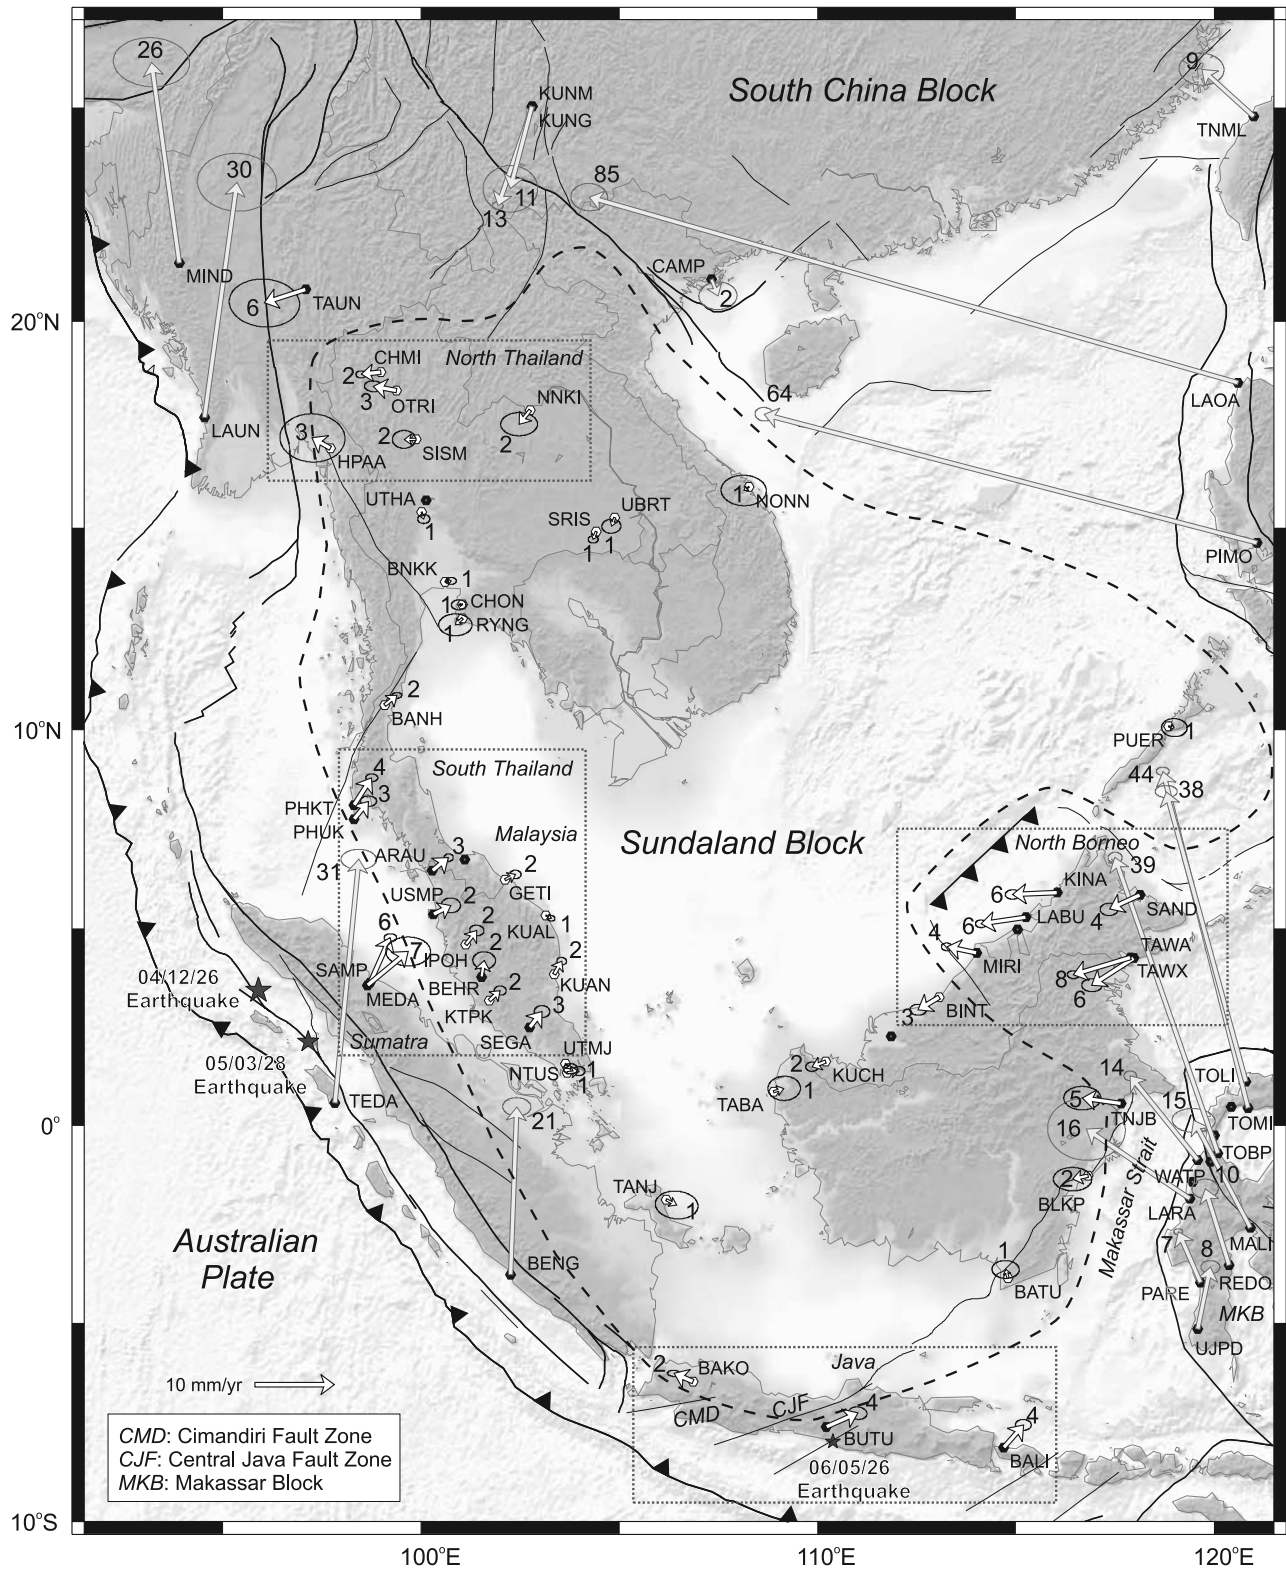 26
KUNM
KUNG
South China Block
9
TNML
30
85
11
13
MIND
CAMP
2
TAUN
6
20°N
North Thailand
CHMI
2
3
OTRI
NNKI
2
64
LAOA
LAUN
3
HPAA
2
SISM
UTHA
1
UBRT
SRIS
1
1
1
NONN
PIMO
BNKK
1
1
CHON
RYNG
1
2
BANH
10°N
PUER
1
South Thailand
4
3
PHKT
PHUK
Malaysia
44
38
Sundaland Block
North Borneo
31
ARAU
3
2
GETI
39
KINA
6
USMP
2
2
KUAL
1
LABU
6
4
SAND
6
7
IPOH
2
2
KUAN
4
MIRI
TAWA
TAWX
8
6
SAMP
MEDA
BEHR
2
KTPK
3
SEGA
3
BINT
04/12/26
Earthquake
Sumatra
05/03/28
Earthquake
UTMJ
NTUS
1
1
2
KUCH
TABA
1
14
TOLI
TEDA
21
5
TNJB
15
TOMI
0°
16
TOBP
WATP
10
TANJ
1
2
BLKP
Makassar Strait
LARA
MALI
Australian
Plate
BENG
1
BATU
7
8
PARE
REDO
MKB
UJPD
Java
2
BAKO
10 mm/yr
CMD
CJF
4
BUTU
4
BALI
06/05/26
Earthquake
CMD: Cimandiri Fault Zone
CJF: Central Java Fault Zone
MKB: Makassar Block
10°S
100°E
110°E
120°E